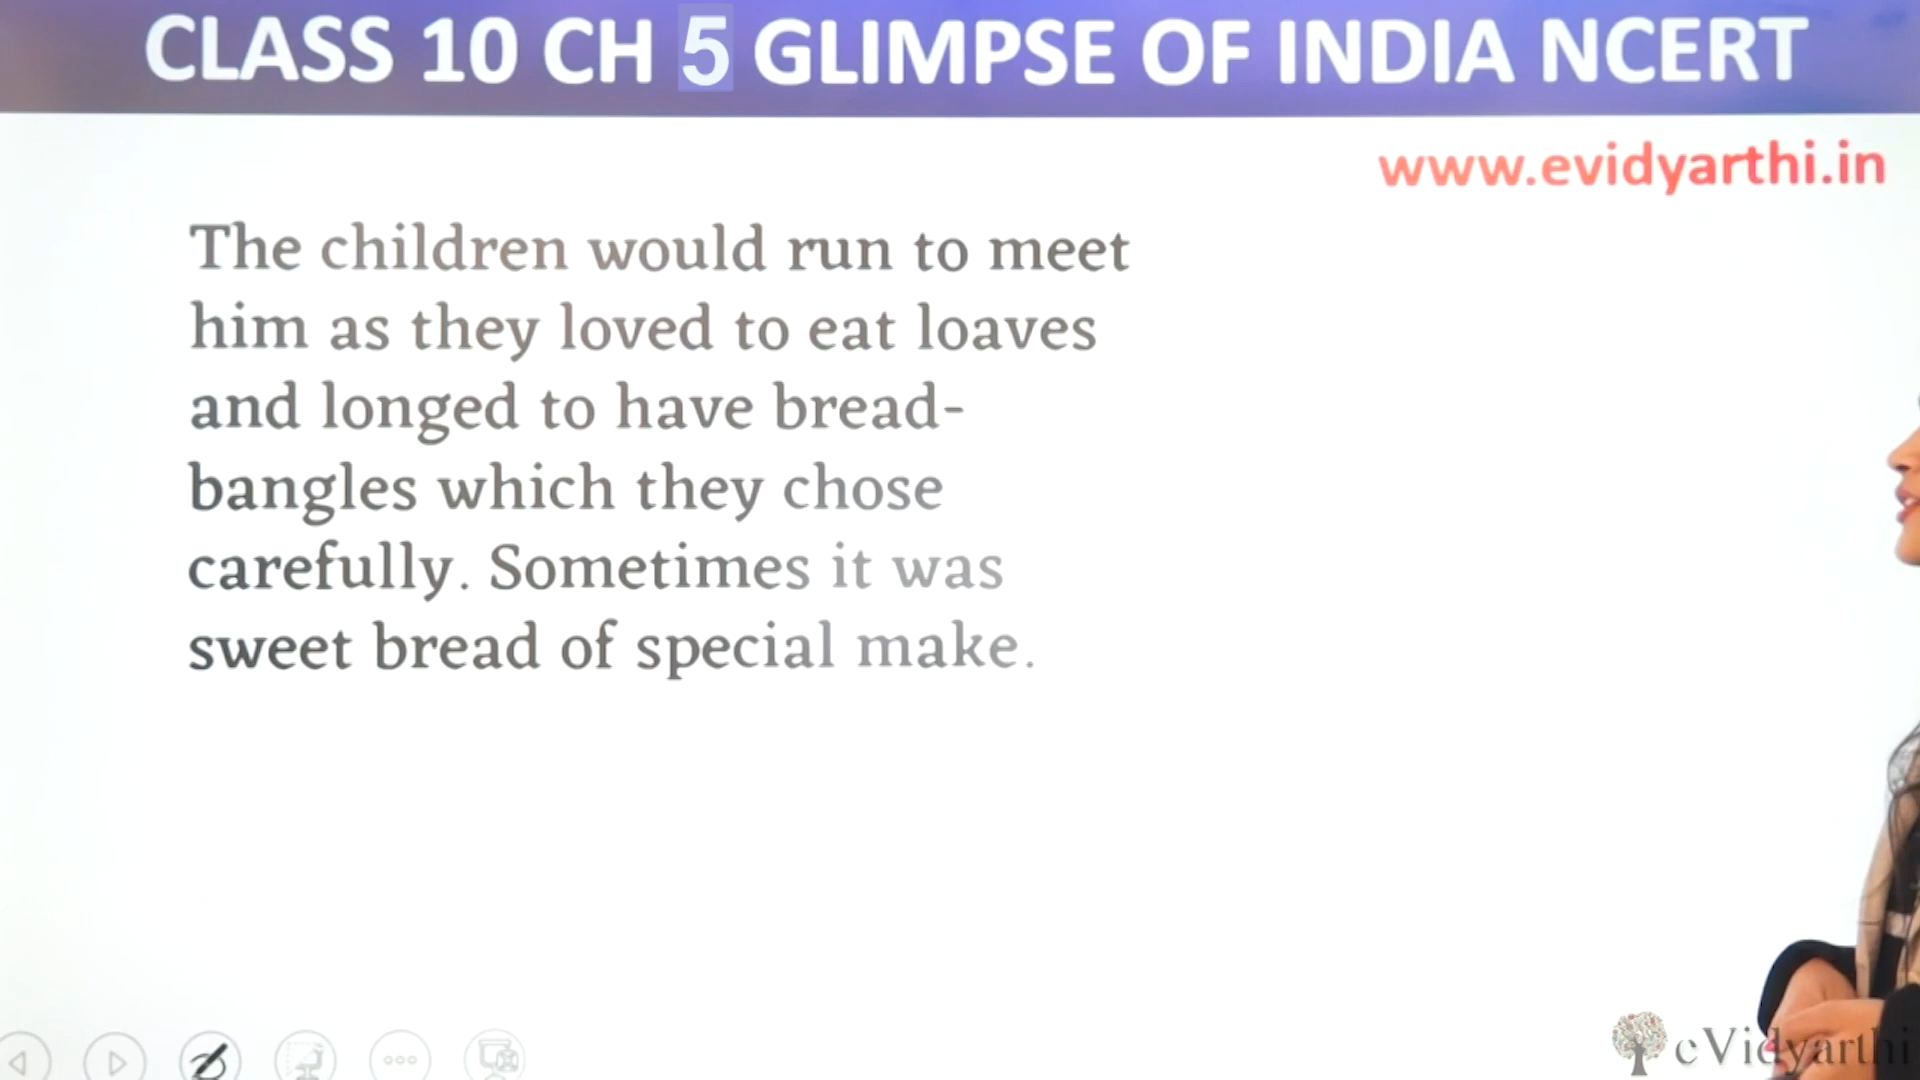 CLASS 10 CH 5 GLIMPSE OF INDIA NCERT
www.evidyarthi.in
The children would run to meet
him as they loved to eat loaves
and longed to have bread-
bangles which they chose
carefully. Sometimes it was
sweet bread of special make.
eVidyarthi